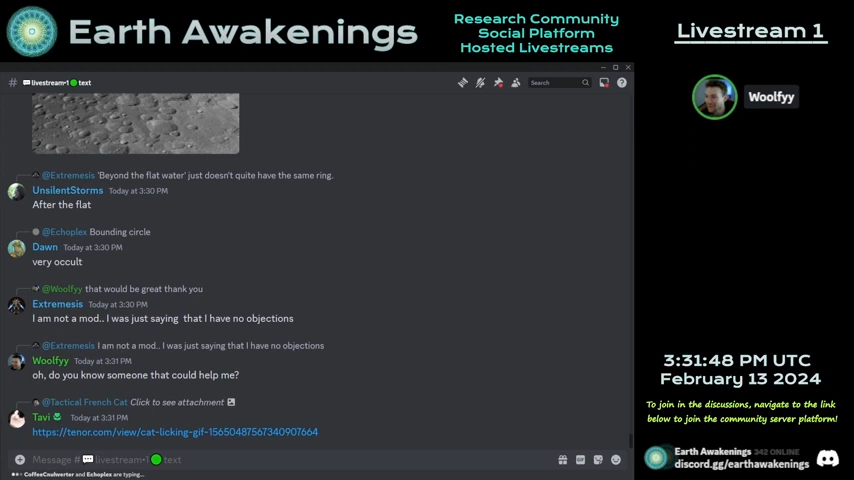 Earth Awakenings
Research Community
Social Platform
Hosted Livestreams
Livestream 1
# livestream•1 text
Search
@Extremesis 'Beyond the flat water' just doesn't quite have the same ring.
UnsilentStorms Today at 3:30 PM
After the flat
@Echoplex Bounding circle
Dawn Today at 3:30 PM
very occult
@Woolfyy that would be great thank you
Extremesis Today at 3:30 PM
I am not a mod.. I was just saying that I have no objections
@Extremesis I am not a mod.. I was just saying that I have no objections
Woolfyy Today at 3:31 PM
oh, do you know someone that could help me?
@Tactical French Cat Click to see attachment
Tavi Today at 3:31 PM
https://tenor.com/view/cat-licking-gif-15650487567340907664
Message # livestream•1 text
GIF
CoffeeCaulwerter and Echoplex are typing...
Woolfyy
3:31:48 PM UTC
February 13 2024
To join in the discussions, navigate to the link
below to join the community server platform!
Earth Awakenings 342 ONLINE
discord.gg/earthawakenings